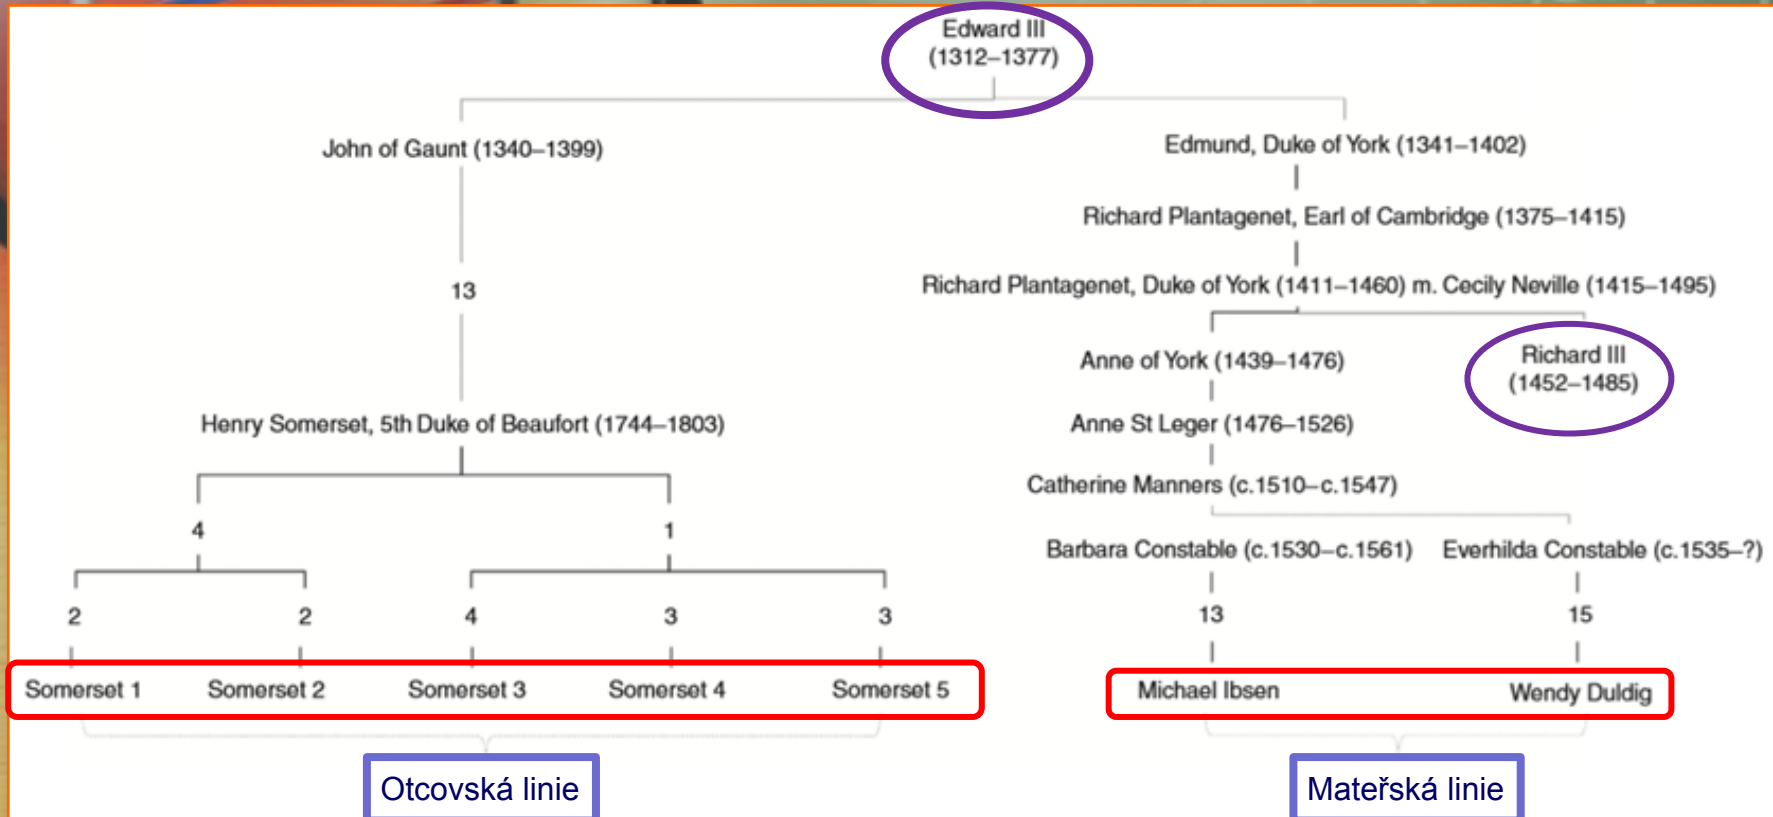 Edward III
(1312–1377)
John of Gaunt (1340–1399)
Edmund, Duke of York (1341–1402)
Richard Plantagenet, Earl of Cambridge (1375–1415)
13
Richard Plantagenet, Duke of York (1411–1460) m. Cecily Neville (1415–1495)
Anne of York (1439–1476)
Richard III
(1452–1485)
Henry Somerset, 5th Duke of Beaufort (1744–1803)
Anne St Leger (1476–1526)
Catherine Manners (c.1510–c.1547)
4 1
Barbara Constable (c.1530–c.1561) Everhilda Constable (c.1535–?)
2 2 4 3 3 13 15
Somerset 1 Somerset 2 Somerset 3 Somerset 4 Somerset 5 Michael Ibsen Wendy Duldig
Otcovská linie Mateřská linie